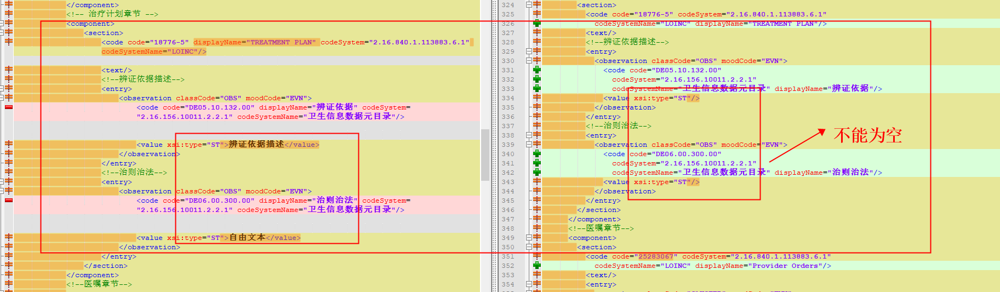 </component>
<!-- 治疗计划章节 -->
<component>
<section>
<code code="18776-5" displayName="TREATMENT PLAN" codeSystem="2.16.840.1.113883.6.1"
codeSystemName="LOINC"/>
<text/>
<!--辨证依据描述-->
<entry>
<observation classCode="OBS" moodCode="EVN">
<code code="DE05.10.132.00" displayName="辨证依据" codeSystem=
"2.16.156.10011.2.2.1" codeSystemName="卫生信息数据元目录"/>
<value xsi:type="ST">辨证依据描述</value>
</observation>
</entry>
<!--治则治法-->
<entry>
<observation classCode="OBS" moodCode="EVN">
<code code="DE06.00.300.00" displayName="治则治法" codeSystem=
"2.16.156.10011.2.2.1" codeSystemName="卫生信息数据元目录"/>
<value xsi:type="ST">自由文本</value>
</observation>
</entry>
</section>
</component>
<!--医嘱章节-->
324 <section>
325 <code code="18776-5" codeSystem="2.16.840.1.113883.6.1"
326 codeSystemName="LOINC" displayName="TREATMENT PLAN"/>
327 <text/>
328 <!--辨证依据描述-->
329 <entry>
330 <observation classCode="OBS" moodCode="EVN">
331 <code code="DE05.10.132.00"
332 codeSystem="2.16.156.10011.2.2.1"
333 codeSystemName="卫生信息数据元目录" displayName="辨证依据"/>
334 <value xsi:type="ST"/>
335 </observation>
336 </entry>
337 <!--治则治法-->
338 <entry>
339 <observation classCode="OBS" moodCode="EVN">
340 <code code="DE06.00.300.00"
341 codeSystem="2.16.156.10011.2.2.1"
342 codeSystemName="卫生信息数据元目录" displayName="治则治法"/>
343 <value xsi:type="ST"/>
344 </observation>
345 </entry>
346 </section>
347 </component>
348 <!--医嘱章节-->
349 <component>
350 <section>
351 <code code="25283067" codeSystem="2.16.840.1.113883.6.1"
352 codeSystemName="LOINC" displayName="Provider Orders"/>
353 <text/>
354 <entry>
不能为空